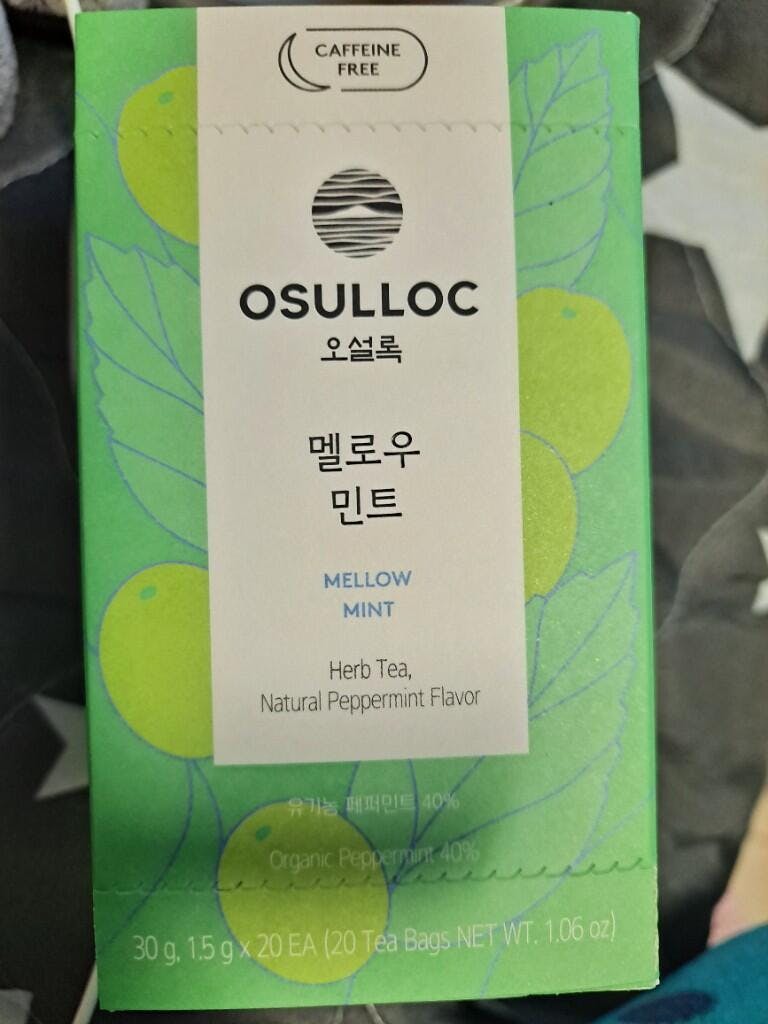 CAFFEINE
FREE
OSULLOC
오설록
멜로우
민트
MELLOW
MINT
Herb Tea,
Natural Peppermint Flavor
유기농 페퍼민트 40%
Organic Peppermint 40%
30 g, 1.5 g x 20 EA (20 Tea Bags NET WT. 1.06 oz)